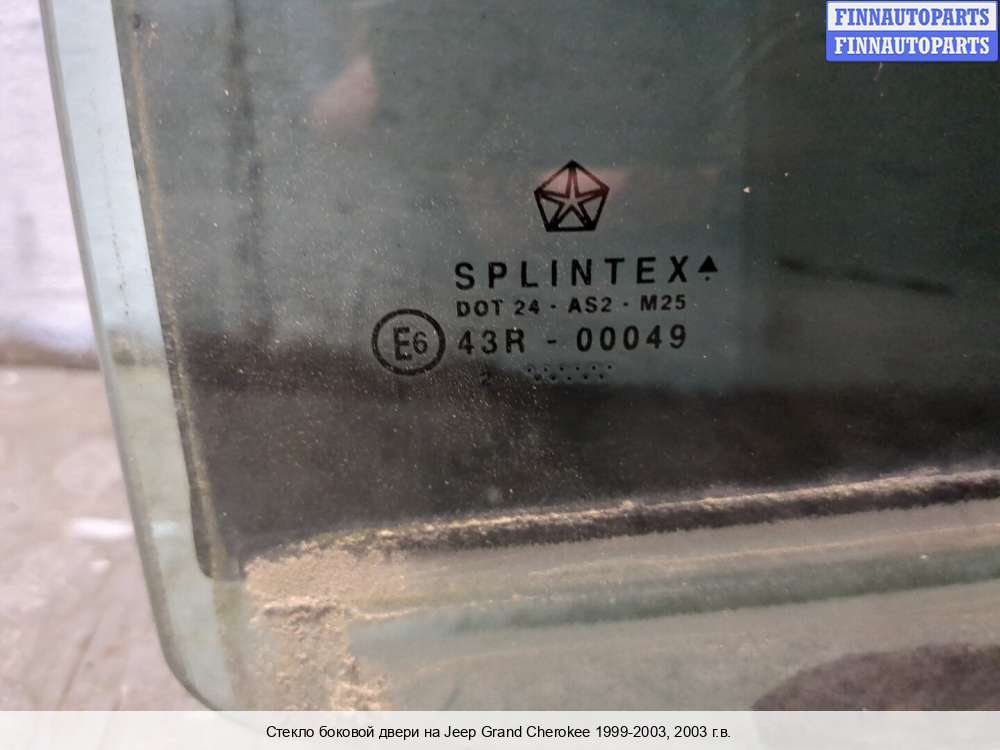 FINNAUTOPARTS
FINNAUTOPARTS
SPLINTEX
DOT 24 - AS2 - M25
E6 43R - 00049
2
Стекло боковой двери на Jeep Grand Cherokee 1999-2003, 2003 г.в.